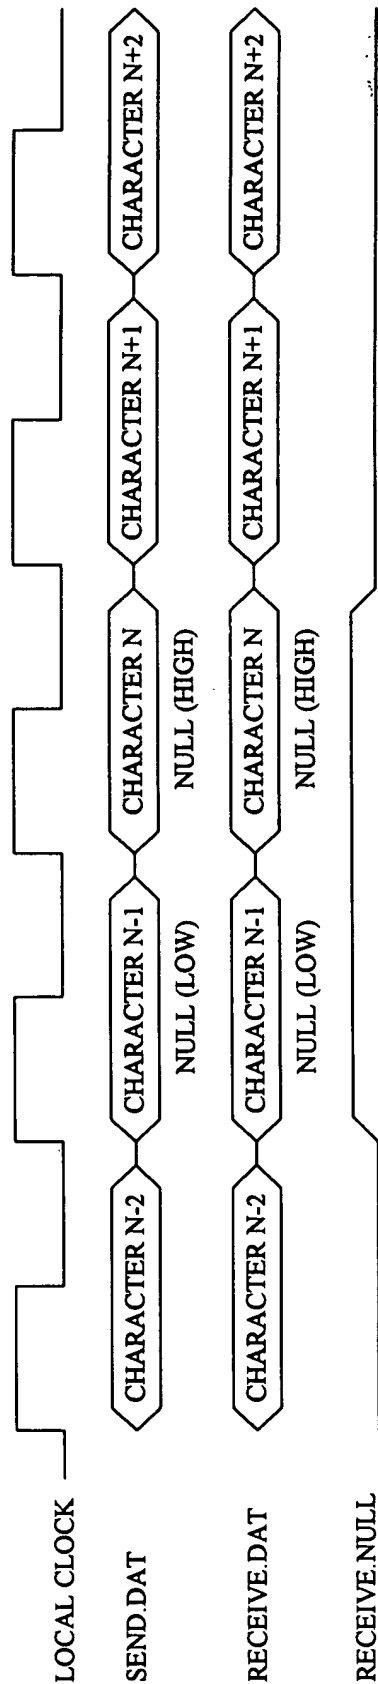 LOCAL CLOCK
SEND.DAT
CHARACTER N-2
CHARACTER N-1
CHARACTER N
CHARACTER N+1
CHARACTER N+2
NULL (LOW)
NULL (HIGH)
RECEIVE.DAT
CHARACTER N-2
CHARACTER N-1
CHARACTER N
CHARACTER N+1
CHARACTER N+2
NULL (LOW)
NULL (HIGH)
RECEIVE.NULL